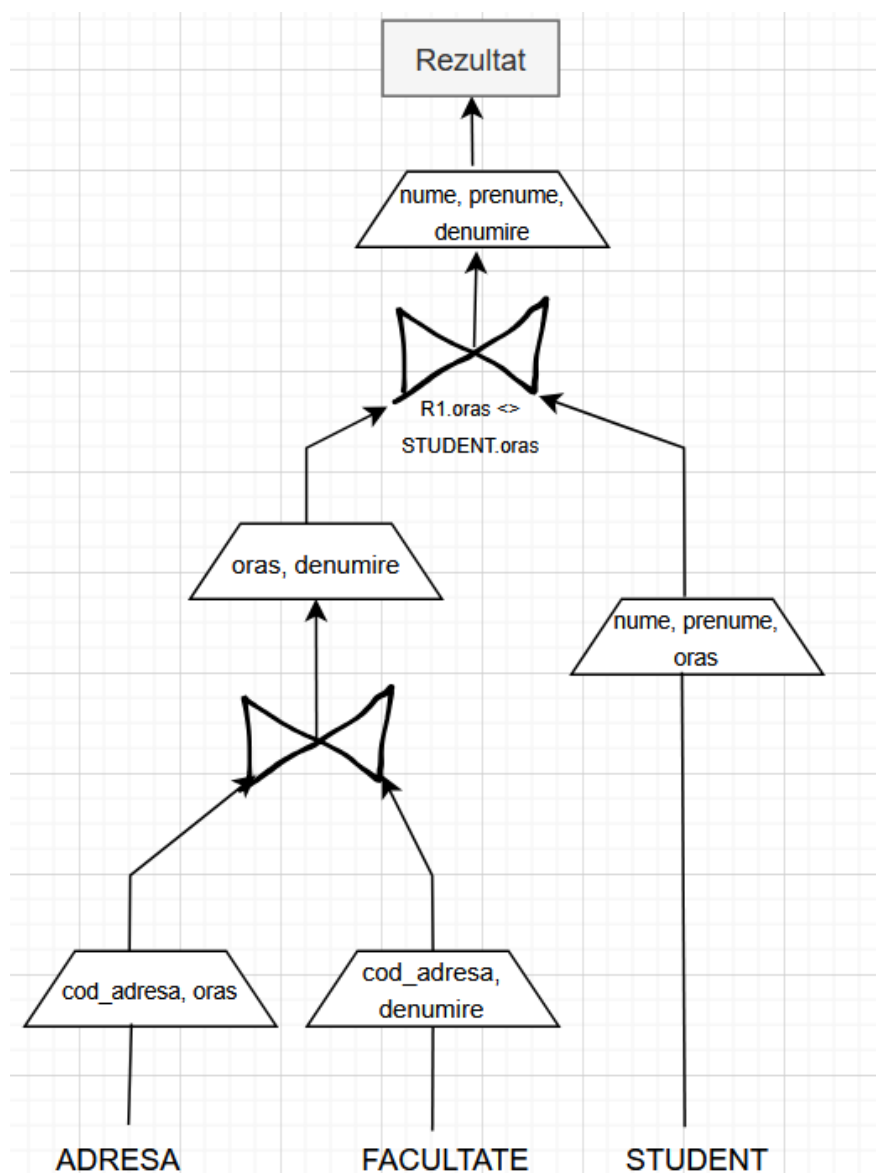 Rezultat
nume, prenume,
denumire
R1.oras <>
STUDENT.oras
oras, denumire
nume, prenume,
oras
cod_adresa, oras
cod_adresa,
denumire
ADRESA
FACULTATE
STUDENT